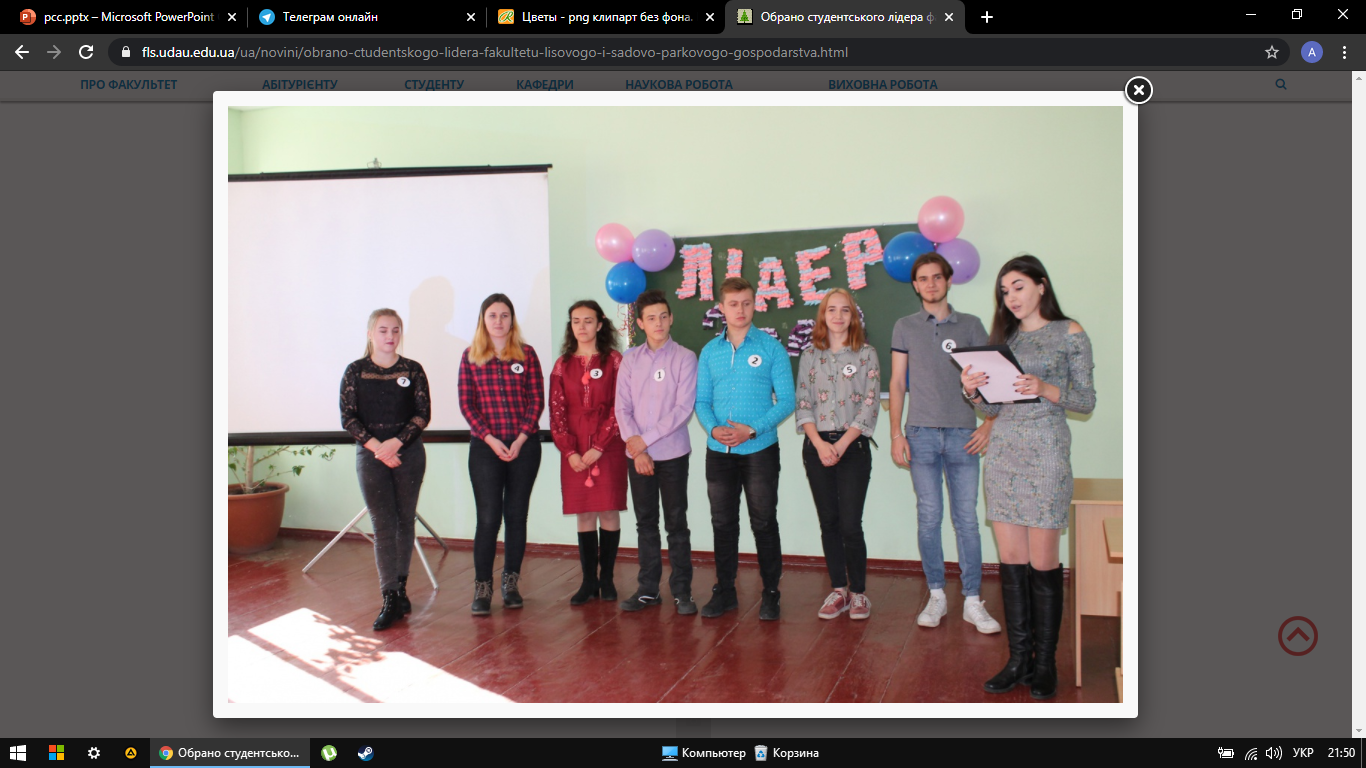 pcc.pptx – Microsoft PowerPoint
Телеграм онлайн
Цветы - png клипарт без фона.
Обрано студентського лідера ф
fls.udau.edu.ua/ua/novini/obrano-ctudentskogo-lidera-fakultetu-lisovogo-i-sadovo-parkovogo-gospodarstva.html
A
ПРО ФАКУЛЬТЕТ АБІТУРІЄНТУ СТУДЕНТУ КАФЕДРИ НАУКОВА РОБОТА ВИХОВНА РОБОТА
ЛІДЕР
7 4 3 1 2 5 6
Обрано студентсько...
Компьютер
Корзина
УКР
21:50